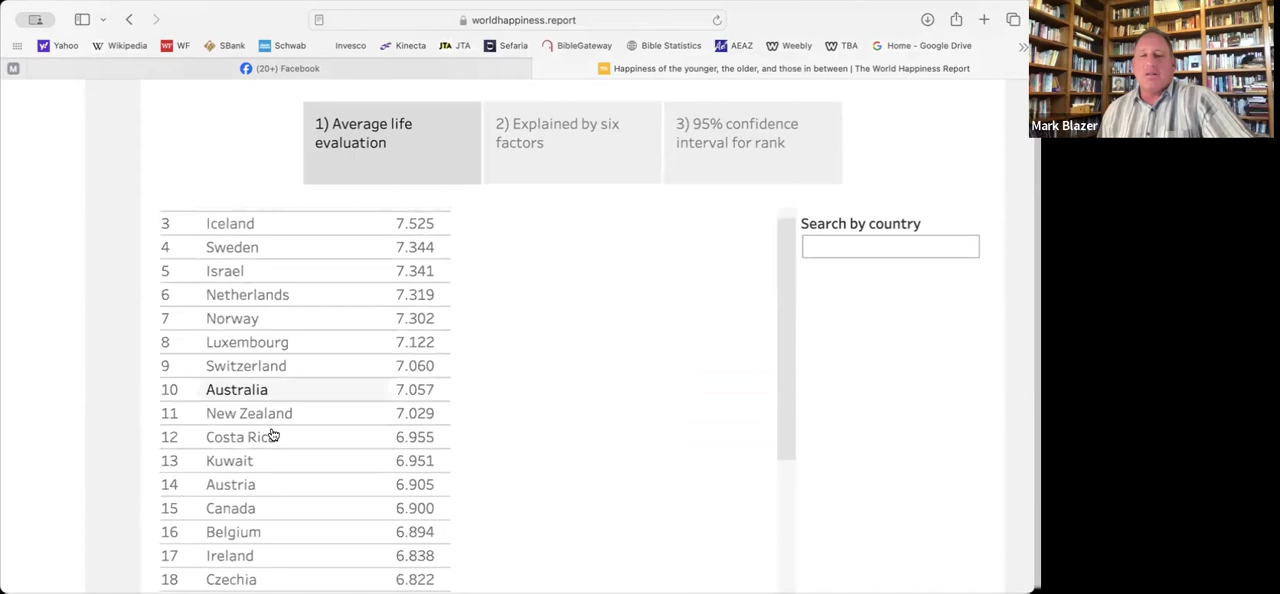 worldhappiness.report
Yahoo Wikipedia WF SBank Schwab Invesco Kinecta JTA JTA Sefaria BibleGateway Bible Statistics AEAZ Weebly TBA Home - Google Drive
M (20+) Facebook Happiness of the younger, the older, and those in between | The World Happiness Report
Mark Blazer
1) Average life evaluation
2) Explained by six factors
3) 95% confidence interval for rank
Search by country
3 Iceland 7.525
4 Sweden 7.344
5 Israel 7.341
6 Netherlands 7.319
7 Norway 7.302
8 Luxembourg 7.122
9 Switzerland 7.060
10 Australia 7.057
11 New Zealand 7.029
12 Costa Rica 6.955
13 Kuwait 6.951
14 Austria 6.905
15 Canada 6.900
16 Belgium 6.894
17 Ireland 6.838
18 Czechia 6.822